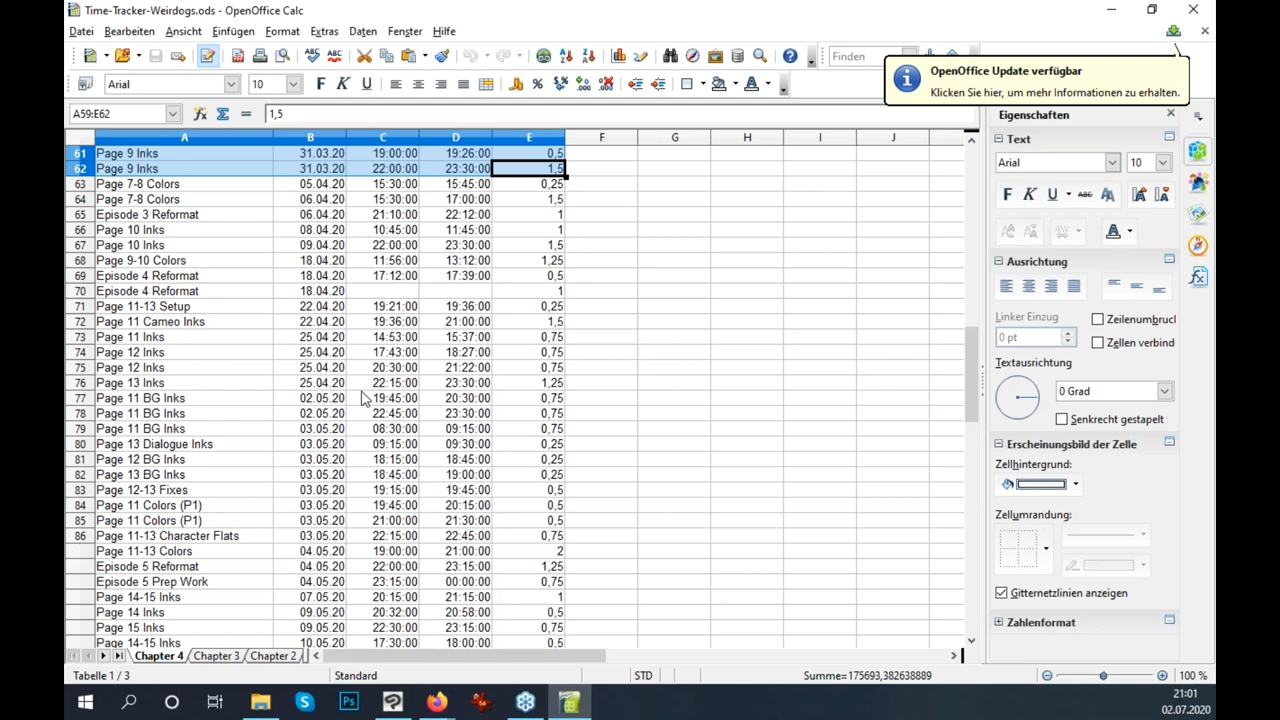 Time-Tracker-Weirdogs.ods - OpenOffice Calc
Datei Bearbeiten Ansicht Einfügen Format Extras Daten Fenster Hilfe
Finden
OpenOffice Update verfügbar
Klicken Sie hier, um mehr Informationen zu erhalten.
Arial 10 F K U
A59:E62 1,5
A B C D E F G H I J
61 Page 9 Inks 31.03.20 19:00:00 19:26:00 0,5
62 Page 9 Inks 31.03.20 22:00:00 23:30:00 1,5
63 Page 7-8 Colors 05.04.20 15:30:00 15:45:00 0,25
64 Page 7-8 Colors 06.04.20 15:30:00 17:00:00 1,5
65 Episode 3 Reformat 06.04.20 21:10:00 22:12:00 1
66 Page 10 Inks 08.04.20 10:45:00 11:45:00 1
67 Page 10 Inks 09.04.20 22:00:00 23:30:00 1,5
68 Page 9-10 Colors 18.04.20 11:56:00 13:12:00 1,25
69 Episode 4 Reformat 18.04.20 17:12:00 17:39:00 0,5
70 Episode 4 Reformat 18.04.20 1
71 Page 11-13 Setup 22.04.20 19:21:00 19:36:00 0,25
72 Page 11 Cameo Inks 22.04.20 19:36:00 21:00:00 1,5
73 Page 11 Inks 25.04.20 14:53:00 15:37:00 0,75
74 Page 12 Inks 25.04.20 17:43:00 18:27:00 0,75
75 Page 12 Inks 25.04.20 20:30:00 21:22:00 0,75
76 Page 13 Inks 25.04.20 22:15:00 23:30:00 1,25
77 Page 11 BG Inks 02.05.20 19:45:00 20:30:00 0,75
78 Page 11 BG Inks 02.05.20 22:45:00 23:30:00 0,75
79 Page 11 BG Inks 03.05.20 08:30:00 09:15:00 0,75
80 Page 13 Dialogue Inks 03.05.20 09:15:00 09:30:00 0,25
81 Page 12 BG Inks 03.05.20 18:15:00 18:45:00 0,25
82 Page 13 BG Inks 03.05.20 18:45:00 19:00:00 0,25
83 Page 12-13 Fixes 03.05.20 19:15:00 19:45:00 0,5
84 Page 11 Colors (P1) 03.05.20 19:45:00 20:15:00 0,5
85 Page 11 Colors (P1) 03.05.20 21:00:00 21:30:00 0,5
86 Page 11-13 Character Flats 03.05.20 22:15:00 22:45:00 0,75
Page 11-13 Colors 04.05.20 19:00:00 21:00:00 2
Episode 5 Reformat 04.05.20 22:00:00 23:15:00 1,25
Episode 5 Prep Work 04.05.20 23:15:00 00:00:00 0,75
Page 14-15 Inks 07.05.20 20:15:00 21:15:00 1
Page 14 Inks 09.05.20 20:32:00 20:58:00 0,5
Page 15 Inks 09.05.20 22:30:00 23:15:00 0,75
Page 14-15 Inks 10.05.20 17:30:00 18:00:00 0,5
Chapter 4 Chapter 3 Chapter 2
Tabelle 1 / 3 Standard STD Summe=175693,382638889 100 %
Eigenschaften
Text
Arial 10
F K U ABC
Ausrichtung
Linker Einzug
0 pt
Zeilenumbruc
Zellen verbind
Textausrichtung
0 Grad
Senkrecht gestapelt
Erscheinungsbild der Zelle
Zellhintergrund:
Zellumrandung:
Gitternetzlinien anzeigen
Zahlenformat
Ps
21:01
02.07.2020